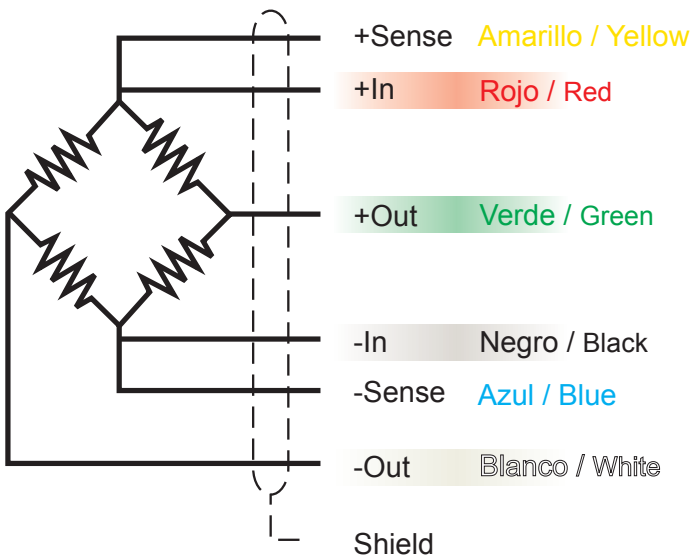 +Sense Amarillo / Yellow
+In Rojo / Red
+Out Verde / Green
-In Negro / Black
-Sense Azul / Blue
-Out Blanco / White
Shield